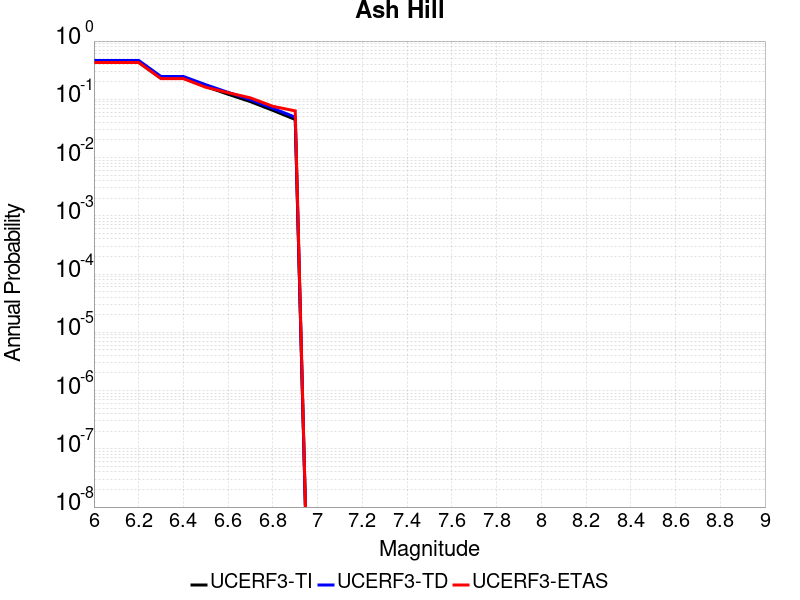 Ash Hill
Annual Probability
10^0
10^-1
10^-2
10^-3
10^-4
10^-5
10^-6
10^-7
10^-8
6 6.2 6.4 6.6 6.8 7 7.2 7.4 7.6 7.8 8 8.2 8.4 8.6 8.8 9
Magnitude
UCERF3-TI UCERF3-TD UCERF3-ETAS